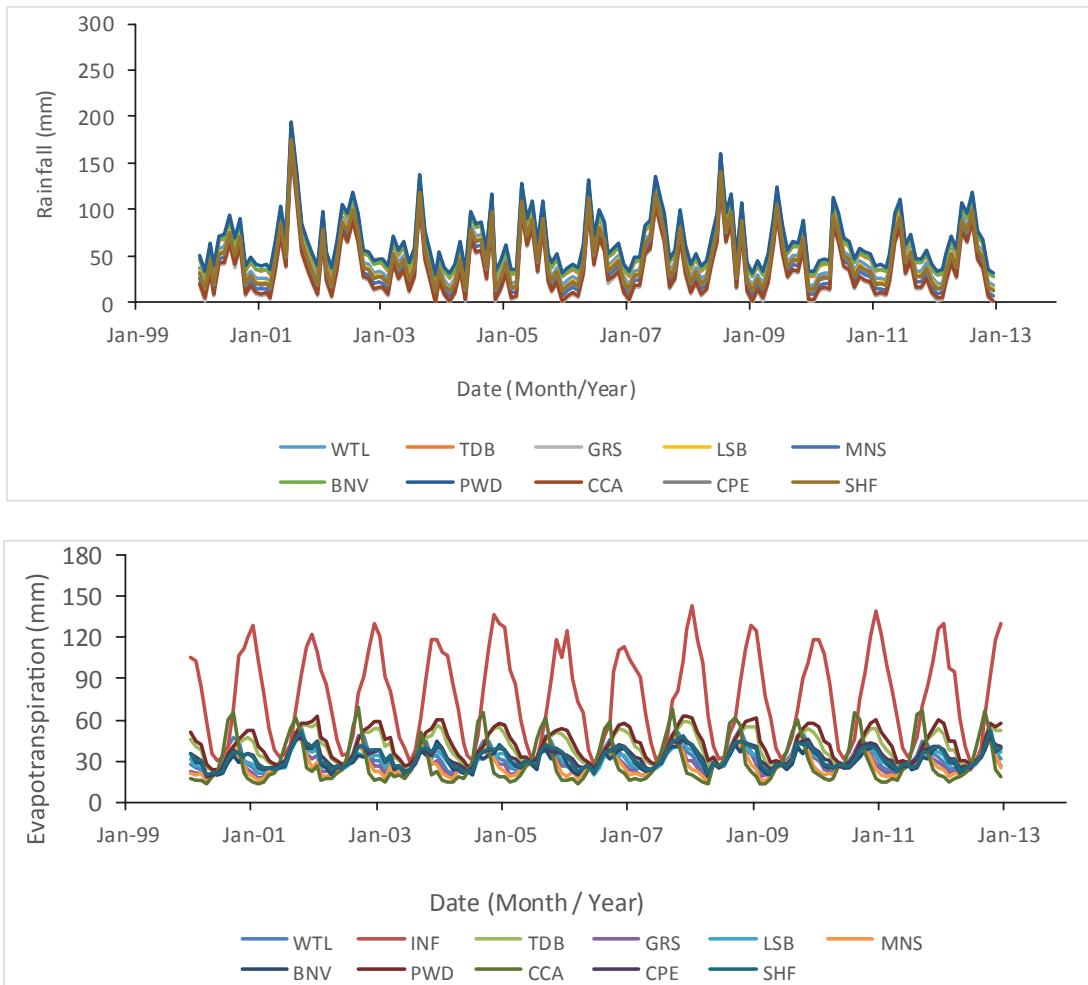 300
250
200
150
100
50
0
Rainfall (mm)
Jan-99 Jan-01 Jan-03 Jan-05 Jan-07 Jan-09 Jan-11 Jan-13
Date (Month/Year)
WTL TDB GRS LSB MNS
BNV PWD CCA CPE SHF
180
150
120
90
60
30
0
Evapotranspiration (mm)
Jan-99 Jan-01 Jan-03 Jan-05 Jan-07 Jan-09 Jan-11 Jan-13
Date (Month / Year)
WTL INF TDB GRS LSB MNS
BNV PWD CCA CPE SHF